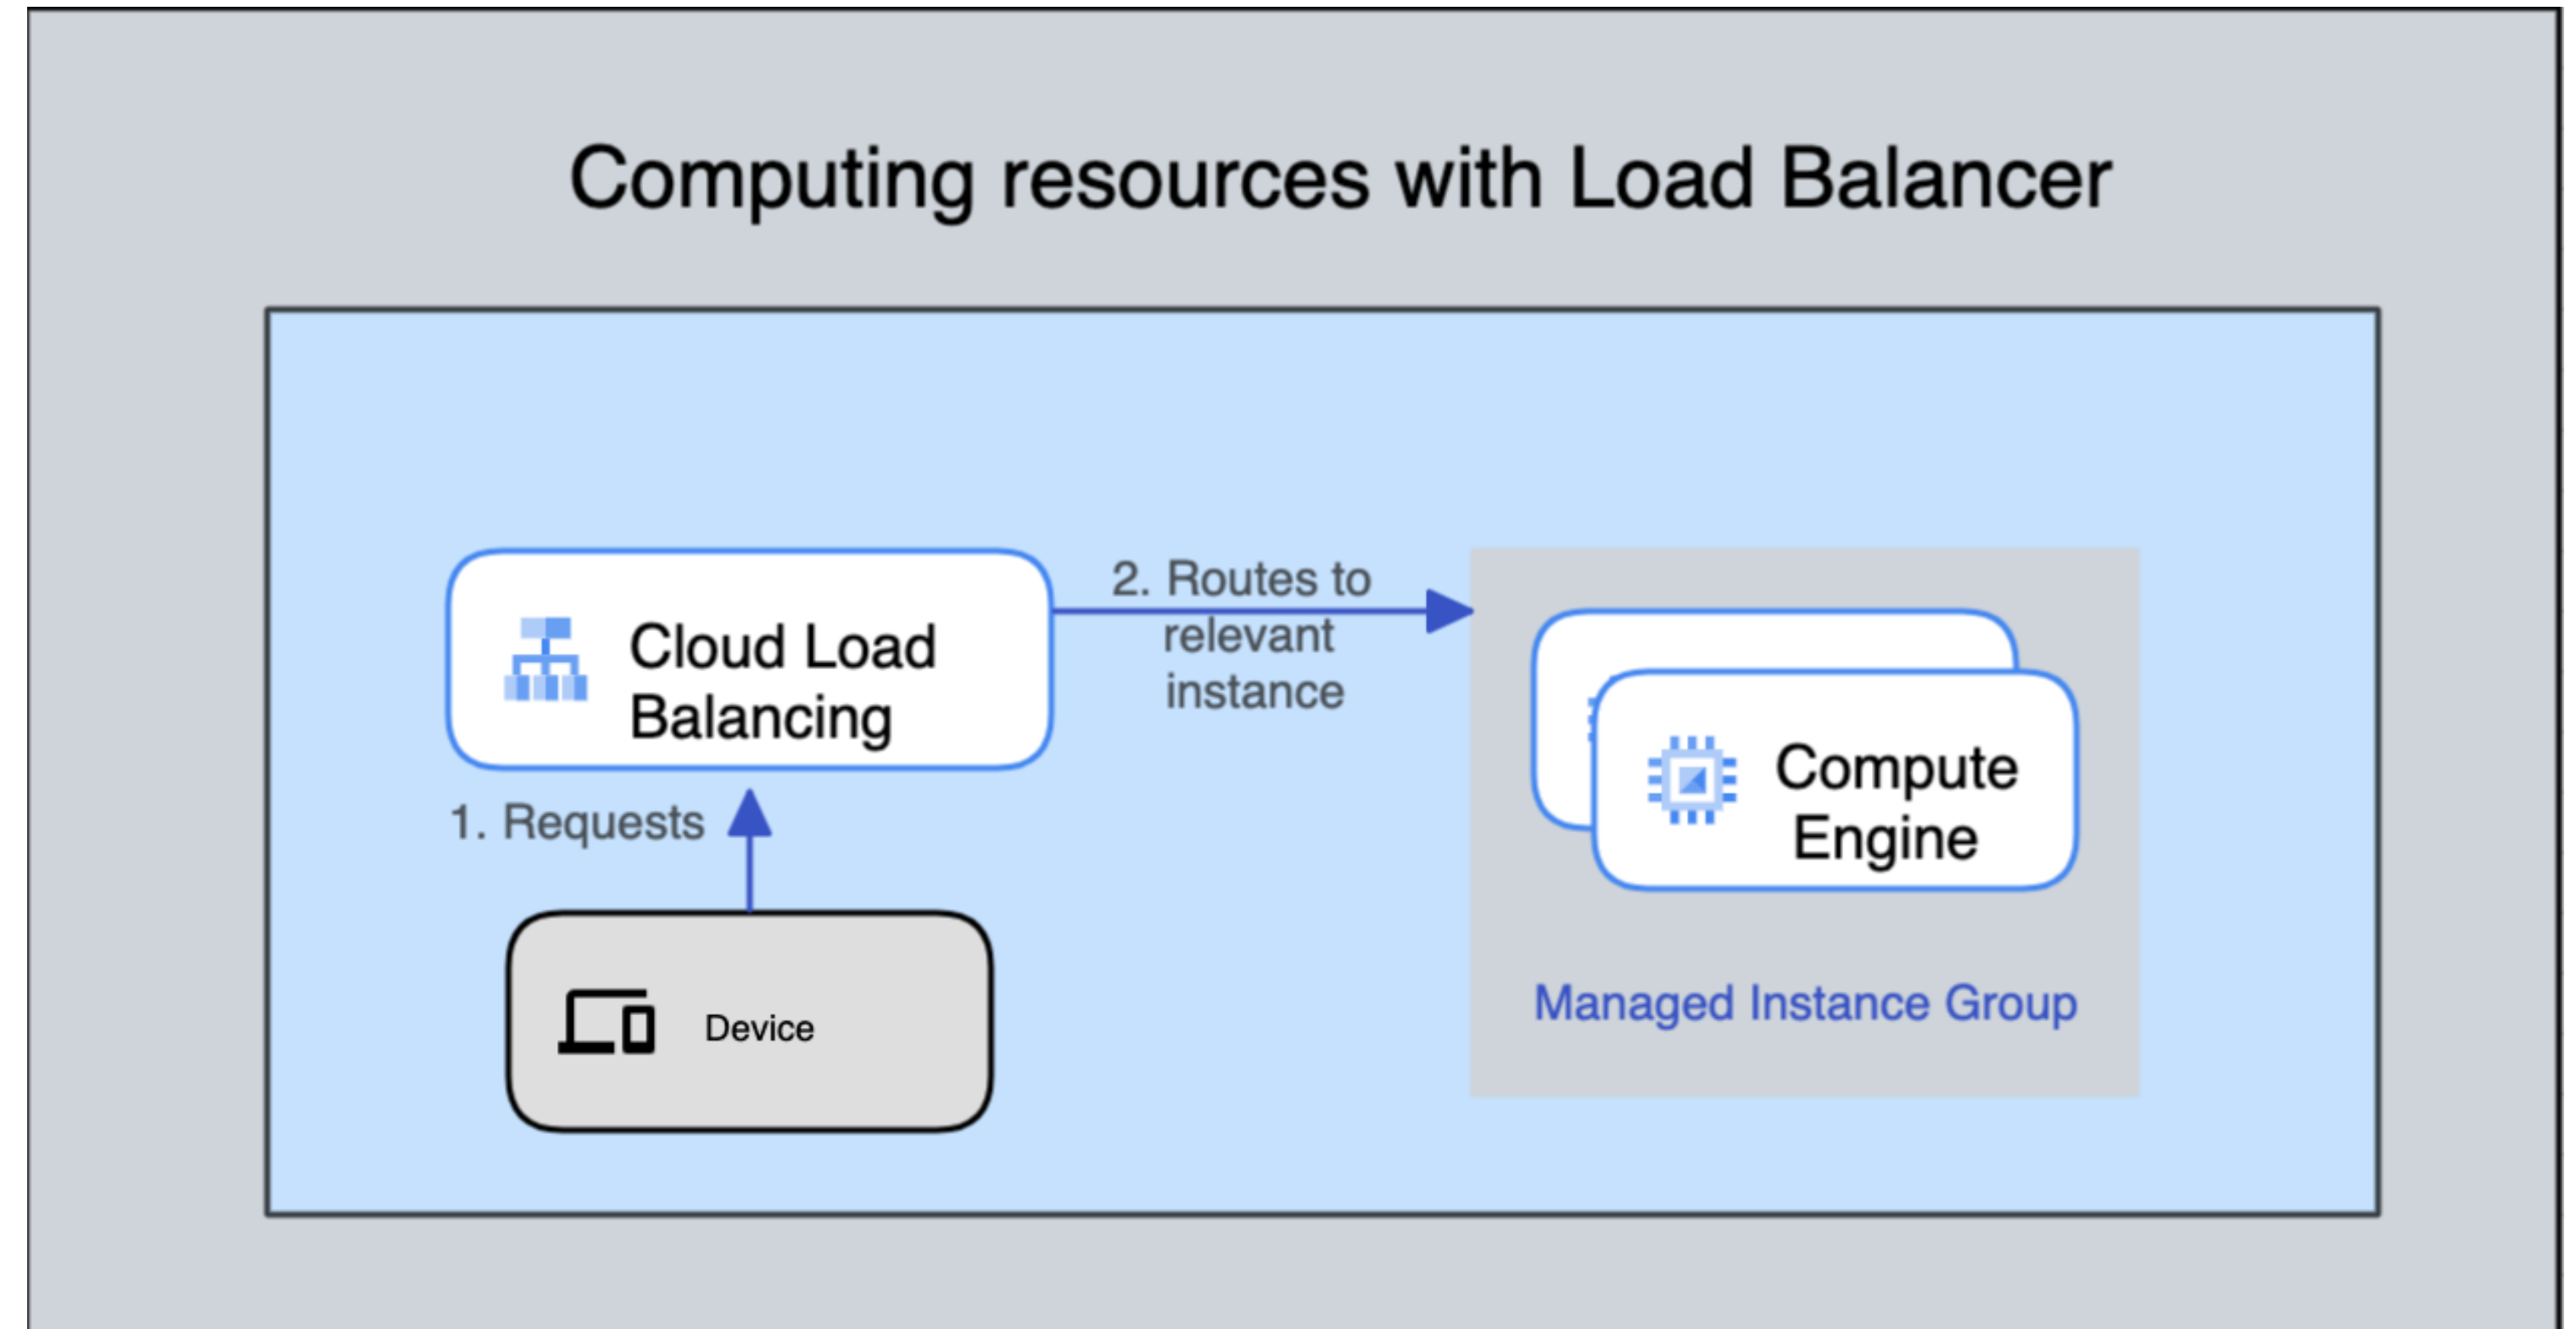 Computing resources with Load Balancer
Cloud Load
Balancing
2. Routes to
relevant
instance
Compute
Engine
1. Requests
Device
Managed Instance Group